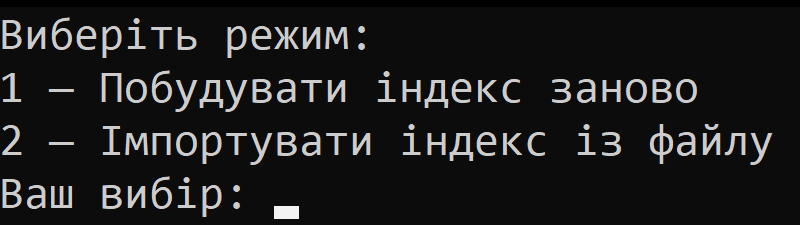 Виберіть режим:
1 – Побудувати індекс заново
2 – Імпортувати індекс із файлу
Ваш вибір: